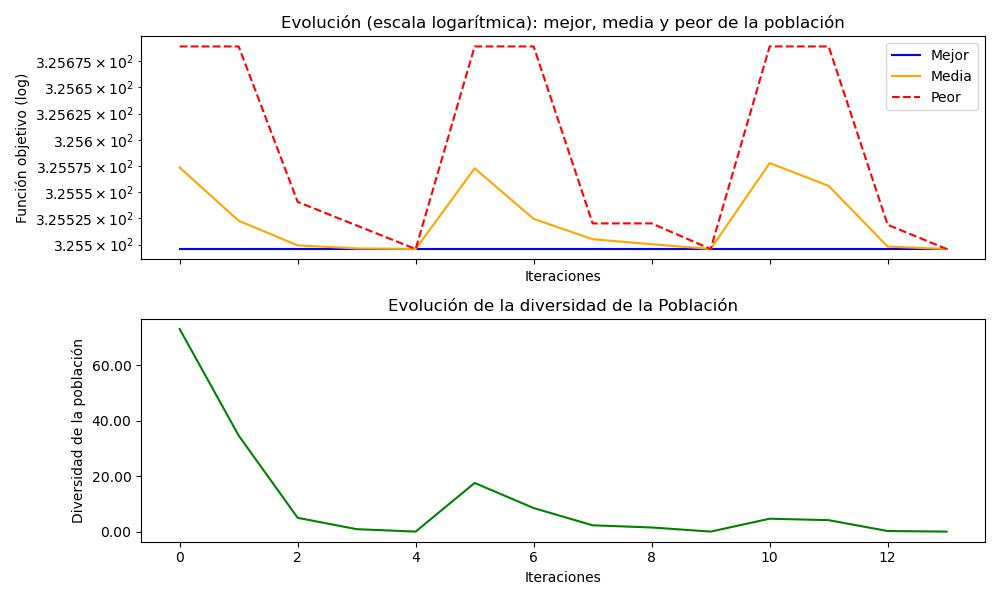 Evolución (escala logarítmica): mejor, media y peor de la población
Función objetivo (log)
3.25675 × 10²
3.2565 × 10²
3.25625 × 10²
3.256 × 10²
3.25575 × 10²
3.2555 × 10²
3.25525 × 10²
3.255 × 10²
Mejor
Media
Peor
Iteraciones
Evolución de la diversidad de la Población
Diversidad de la población
60.00
40.00
20.00
0.00
0 2 4 6 8 10 12
Iteraciones